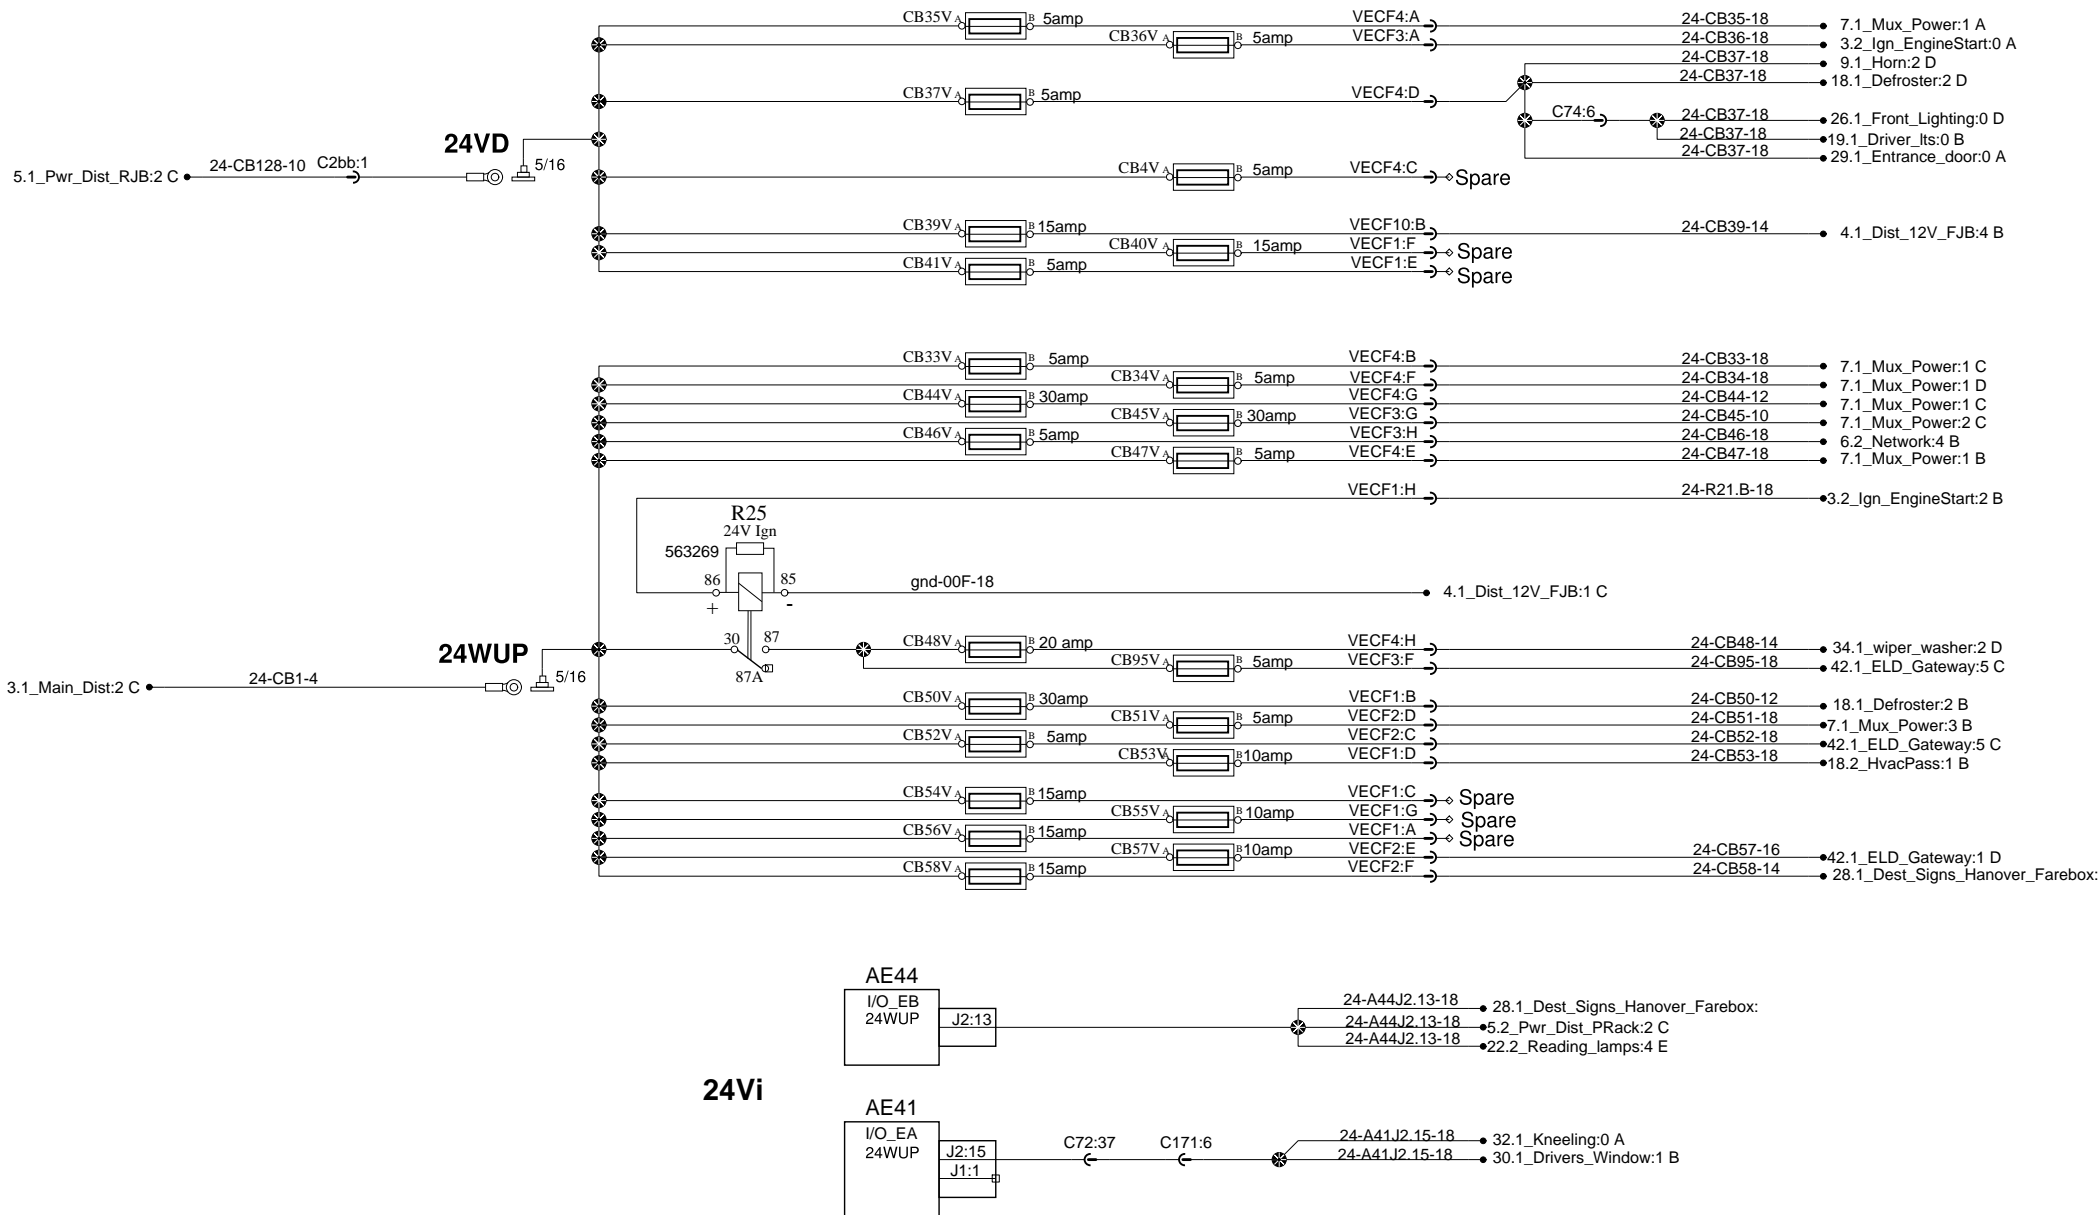 CB35V A B 5amp VECF4:A 24-CB35-18 7.1_Mux_Power:1 A
CB36V A B 5amp VECF3:A 24-CB36-18 3.2_Ign_EngineStart:0 A
24-CB37-18 9.1_Horn:2 D
CB37V A B 5amp VECF4:D 24-CB37-18 18.1_Defroster:2 D
C74:6 24-CB37-18 26.1_Front_Lighting:0 D
24-CB37-18 19.1_Driver_lts:0 B
24-CB37-18 29.1_Entrance_door:0 A
24VD
5/16
5.1_Pwr_Dist_RJB:2 C 24-CB128-10 C2bb:1
CB4V A B 5amp VECF4:C Spare
CB39V A B 15amp VECF10:B 24-CB39-14 4.1_Dist_12V_FJB:4 B
CB40V A B 15amp VECF1:F Spare
CB41V A B 5amp VECF1:E Spare
CB33V A B 5amp VECF4:B 24-CB33-18 7.1_Mux_Power:1 C
CB34V A B 5amp VECF4:F 24-CB34-18 7.1_Mux_Power:1 D
CB44V A B 30amp VECF4:G 24-CB44-12 7.1_Mux_Power:1 C
CB45V A B 30amp VECF3:G 24-CB45-10 7.1_Mux_Power:2 C
CB46V A B 5amp VECF3:H 24-CB46-18 6.2_Network:4 B
CB47V A B 5amp VECF4:E 24-CB47-18 7.1_Mux_Power:1 B
VECF1:H 24-R21.B-18 3.2_Ign_EngineStart:2 B
R25
24V Ign
563269
86 85 gnd-00F-18 4.1_Dist_12V_FJB:1 C
+ -
30 87
87A
24WUP
5/16
3.1_Main_Dist:2 C 24-CB1-4
CB48V A B 20 amp VECF4:H 24-CB48-14 34.1_wiper_washer:2 D
CB95V A B 5amp VECF3:F 24-CB95-18 42.1_ELD_Gateway:5 C
CB50V A B 30amp VECF1:B 24-CB50-12 18.1_Defroster:2 B
CB51V A B 5amp VECF2:D 24-CB51-18 7.1_Mux_Power:3 B
CB52V A B 5amp VECF2:C 24-CB52-18 42.1_ELD_Gateway:5 C
CB53V A B 10amp VECF1:D 24-CB53-18 18.2_HvacPass:1 B
CB54V A B 15amp VECF1:C Spare
CB55V A B 10amp VECF1:G Spare
CB56V A B 15amp VECF1:A Spare
CB57V A B 10amp VECF2:E 24-CB57-16 42.1_ELD_Gateway:1 D
CB58V A B 15amp VECF2:F 24-CB58-14 28.1_Dest_Signs_Hanover_Farebox:
AE44
I/O_EB
24WUP
J2:13
24-A44J2.13-18 28.1_Dest_Signs_Hanover_Farebox:
24-A44J2.13-18 5.2_Pwr_Dist_PRack:2 C
24-A44J2.13-18 22.2_Reading_lamps:4 E
24Vi
AE41
I/O_EA
24WUP
J2:15 C72:37 C171:6
J1:1
24-A41J2.15-18 32.1_Kneeling:0 A
24-A41J2.15-18 30.1_Drivers_Window:1 B